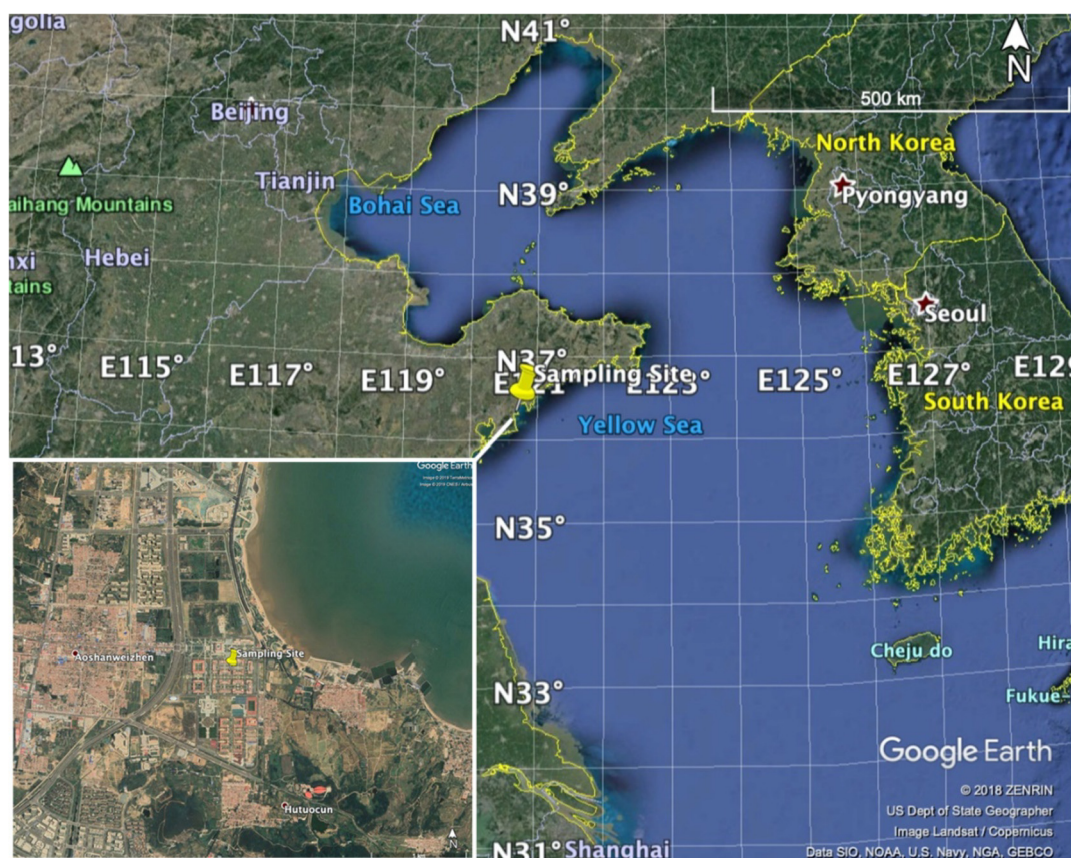 golia
N41°
N
500 km
Beijing
North Korea
Tianjin
N39°
Pyongyang
aihang Mountains
Bohai Sea
nxi
Hebei
tains
Seoul
13°
E115°
E117°
E119°
N37°
Sampling Site
E123°
E125°
E127°
E129
South Korea
Yellow Sea
Google Earth
N35°
Aoshanweizhen
Sampling Site
Cheju do
Hira
N33°
Fukue
Google Earth
© 2018 ZENRIN
US Dept of State Geographer
Hutuocun
Image Landsat / Copernicus
N
N31°
Shanghai
Data SIO, NOAA, U.S. Navy, NGA, GEBCO